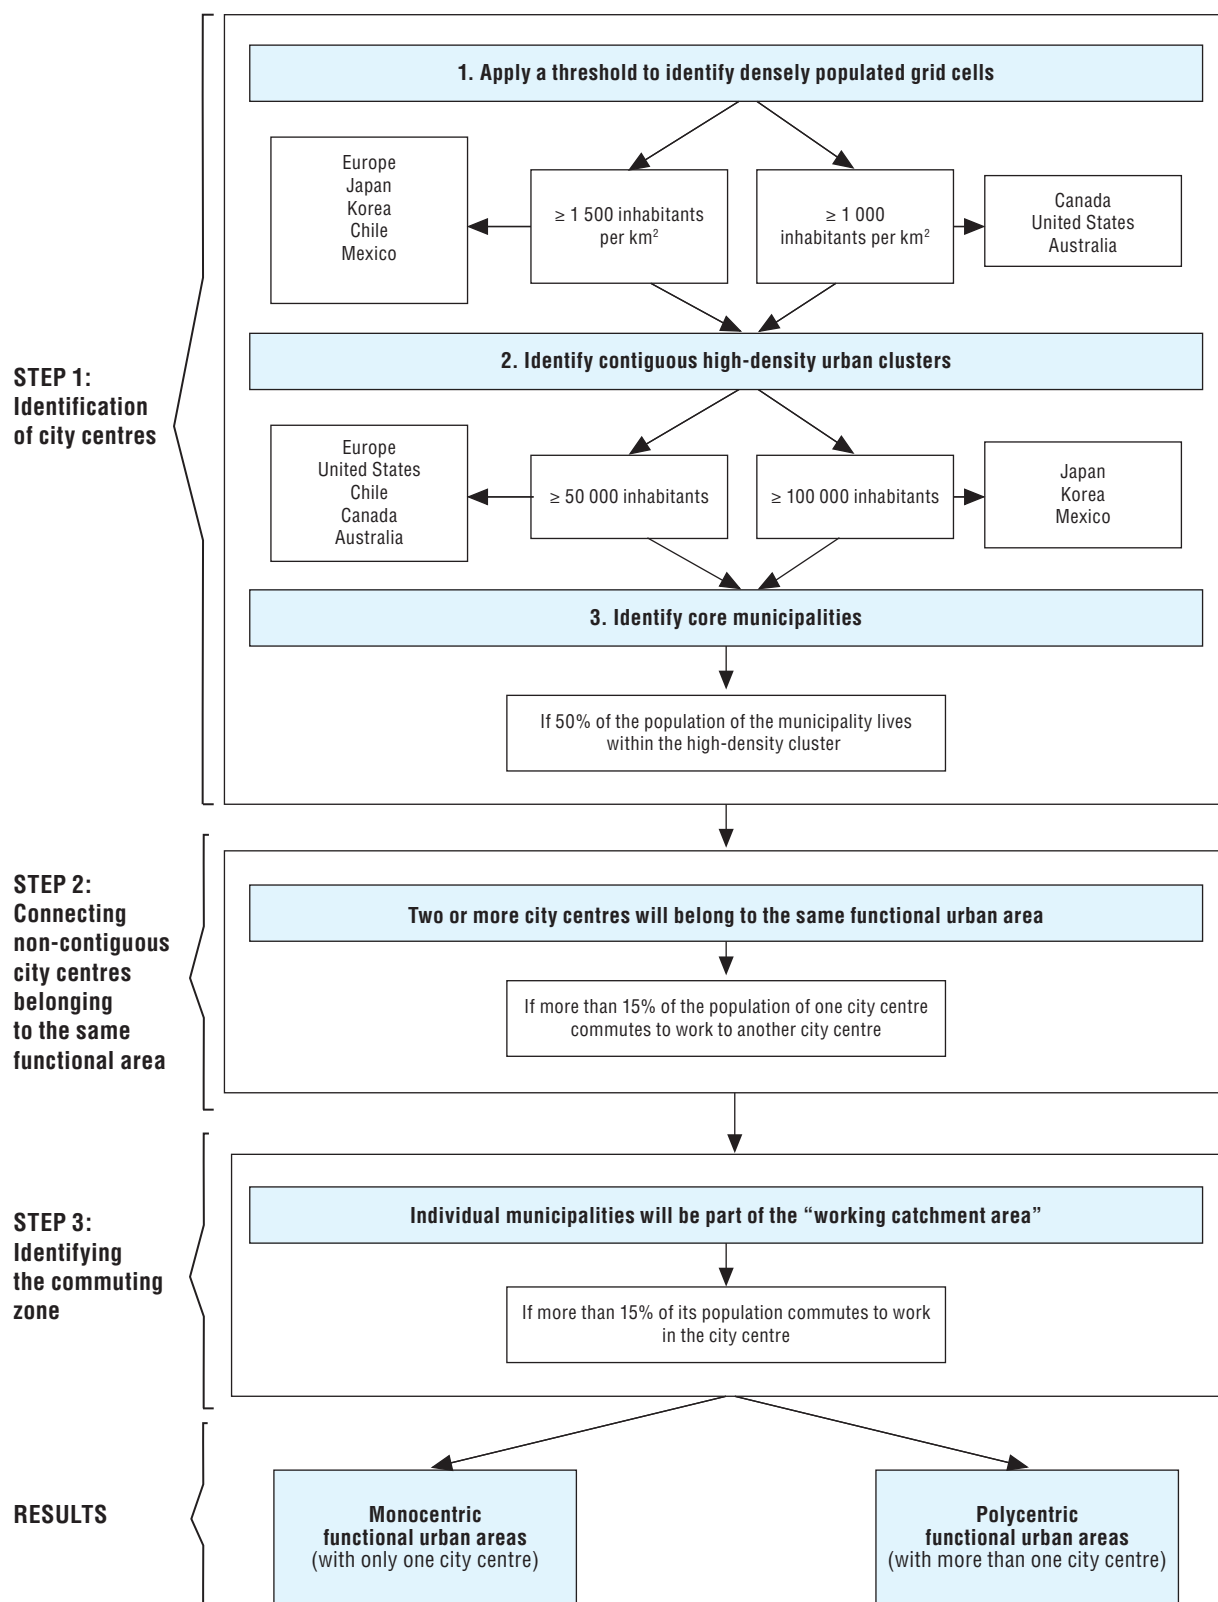 STEP 1:
Identification
of city centres
1. Apply a threshold to identify densely populated grid cells
Europe
Japan
Korea
Chile
Mexico
≥ 1 500 inhabitants
per km²
≥ 1 000
inhabitants per km²
Canada
United States
Australia
2. Identify contiguous high-density urban clusters
Europe
United States
Chile
Canada
Australia
≥ 50 000 inhabitants
≥ 100 000 inhabitants
Japan
Korea
Mexico
3. Identify core municipalities
If 50% of the population of the municipality lives
within the high-density cluster
STEP 2:
Connecting
non-contiguous
city centres
belonging
to the same
functional area
Two or more city centres will belong to the same functional urban area
If more than 15% of the population of one city centre
commutes to work to another city centre
STEP 3:
Identifying
the commuting
zone
Individual municipalities will be part of the “working catchment area”
If more than 15% of its population commutes to work
in the city centre
RESULTS
Monocentric
functional urban areas
(with only one city centre)
Polycentric
functional urban areas
(with more than one city centre)